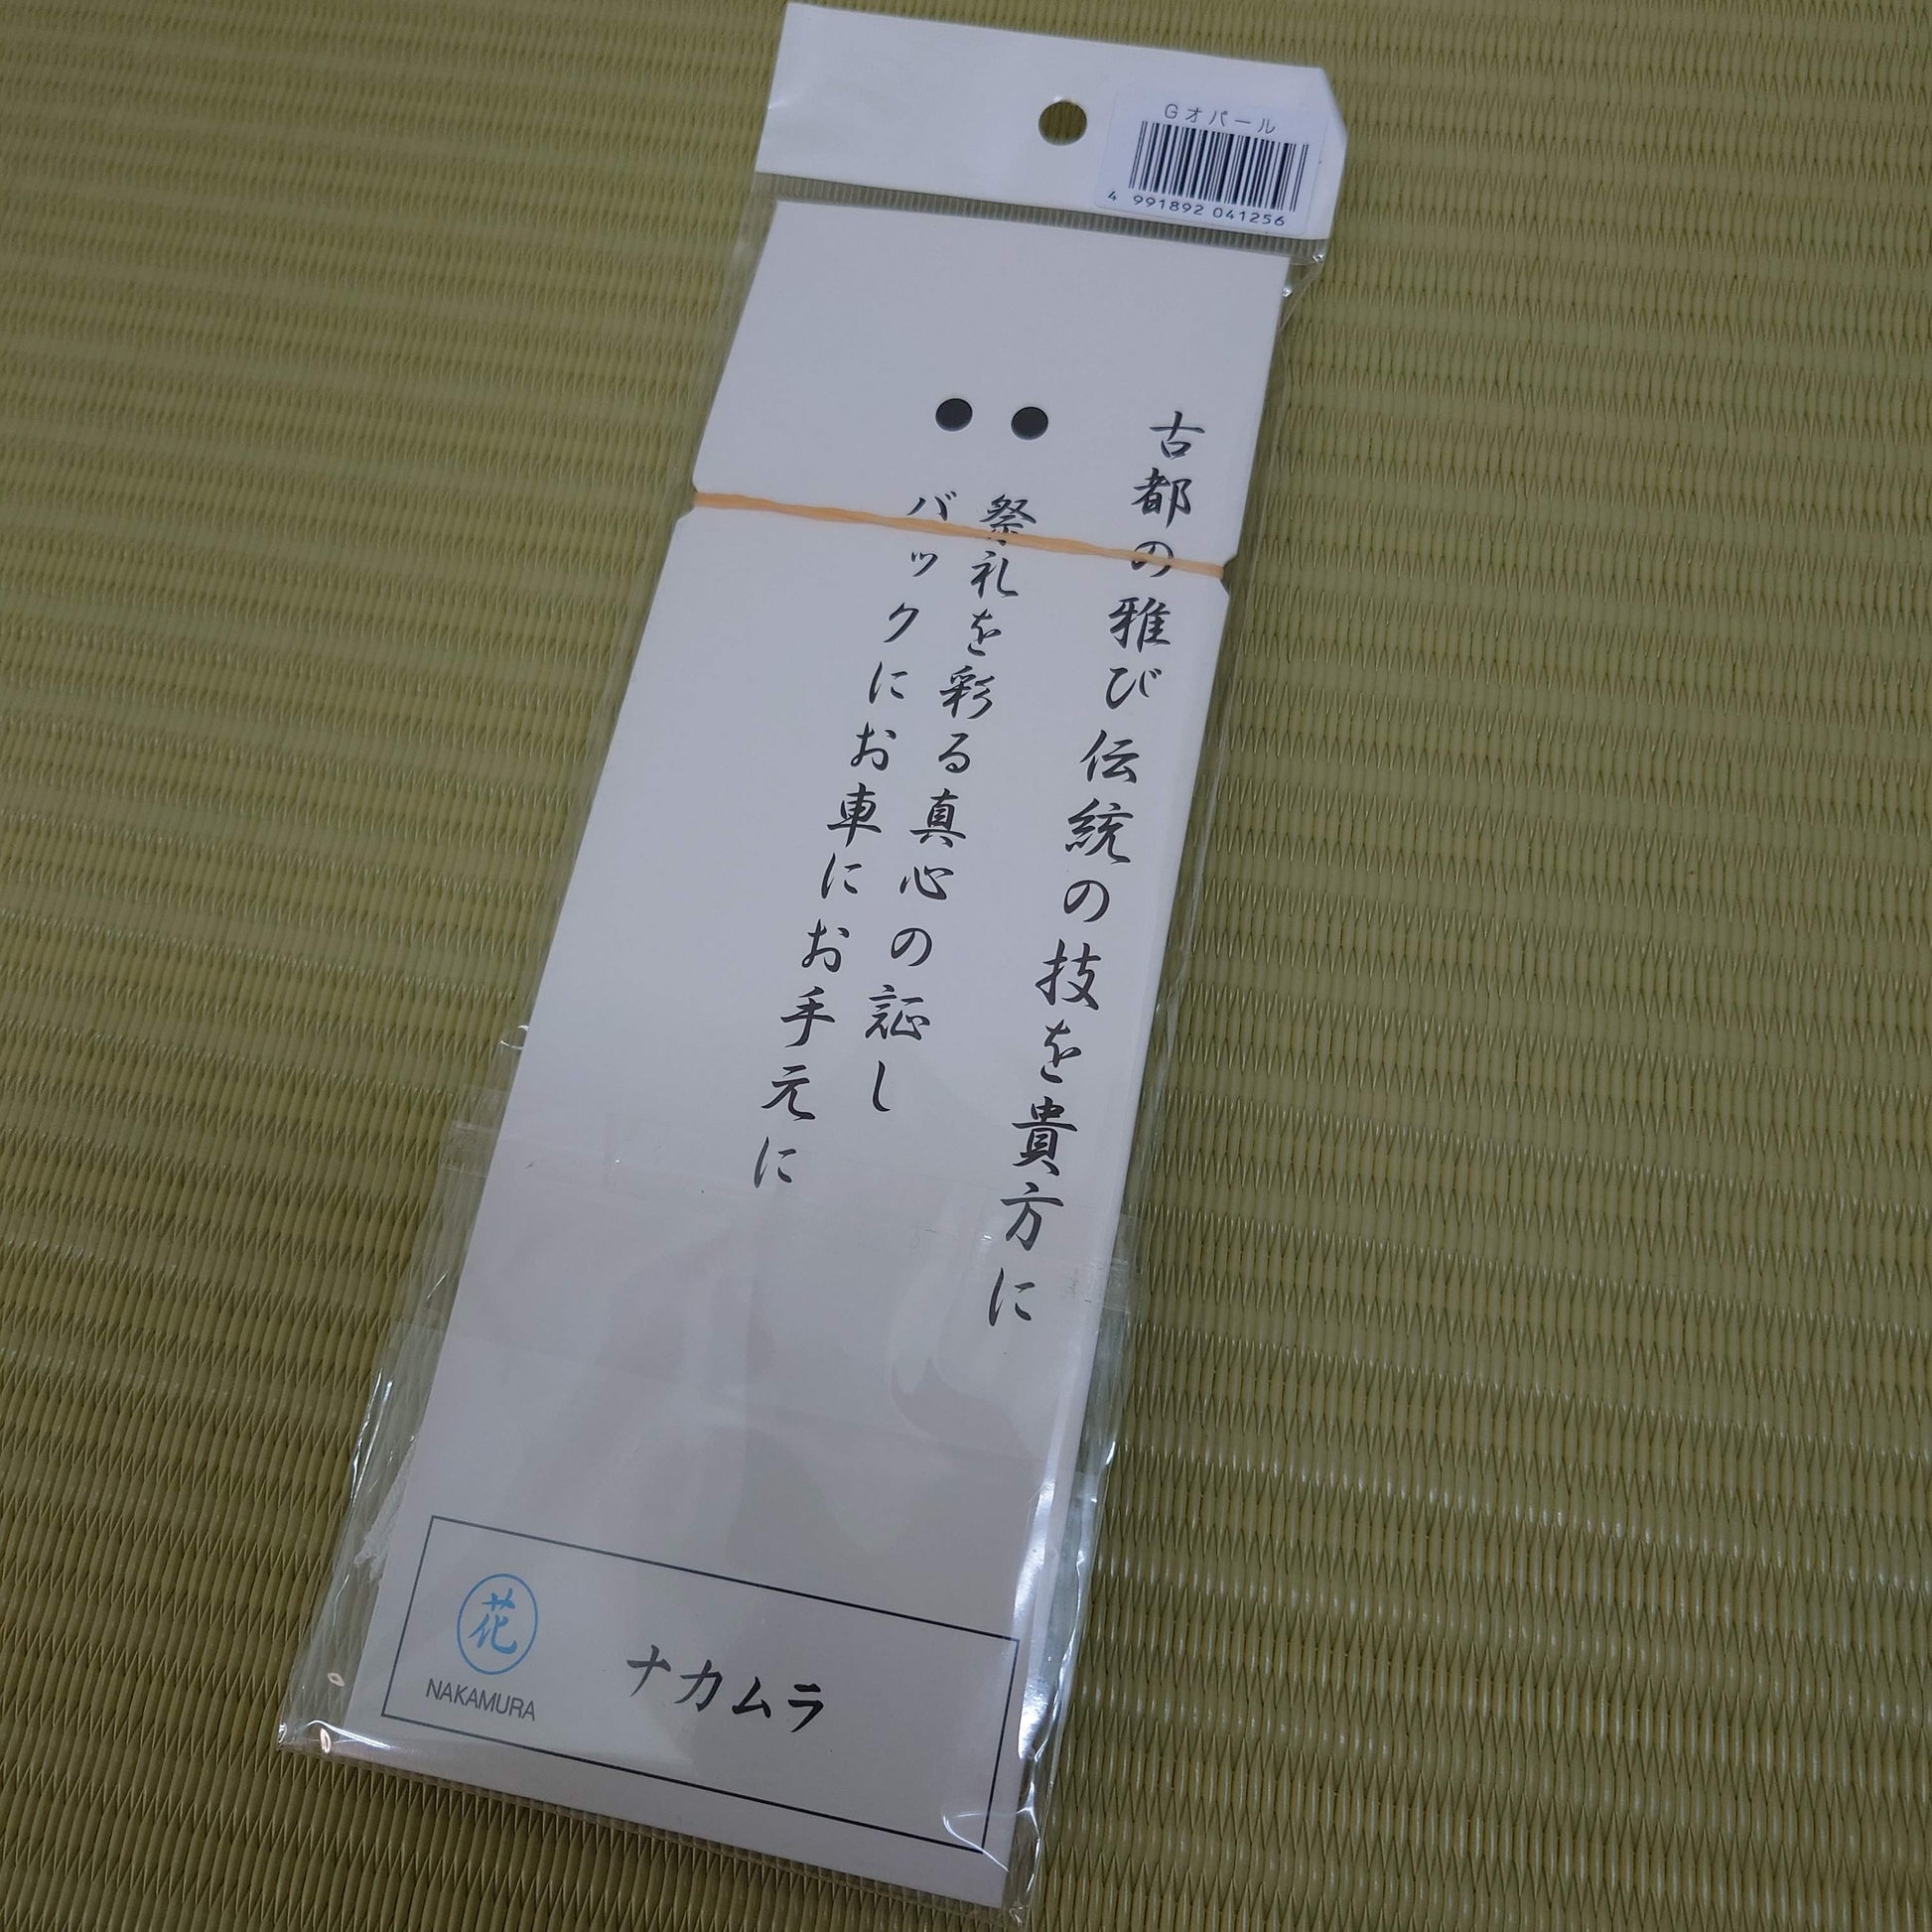 Gオパール
4 991892 041256
古都の雅び伝統の技を貴方に
祭礼を彩る真心の証し
バックにお車にお手元に
花
NAKAMURA
ナカムラ